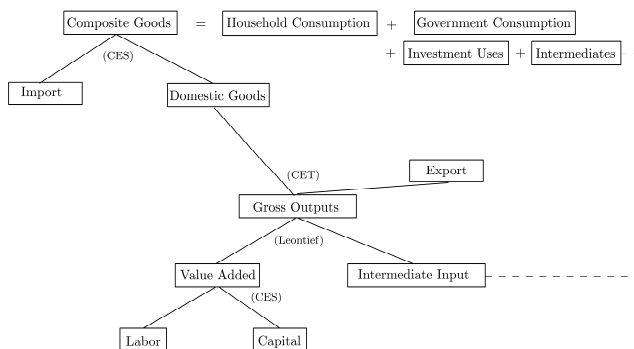 Composite Goods = Household Consumption + Government Consumption
(CES) + Investment Uses + Intermediates
Import Domestic Goods
(CET) Export
Gross Outputs
(Leontief)
Value Added Intermediate Input
(CES)
Labor Capital